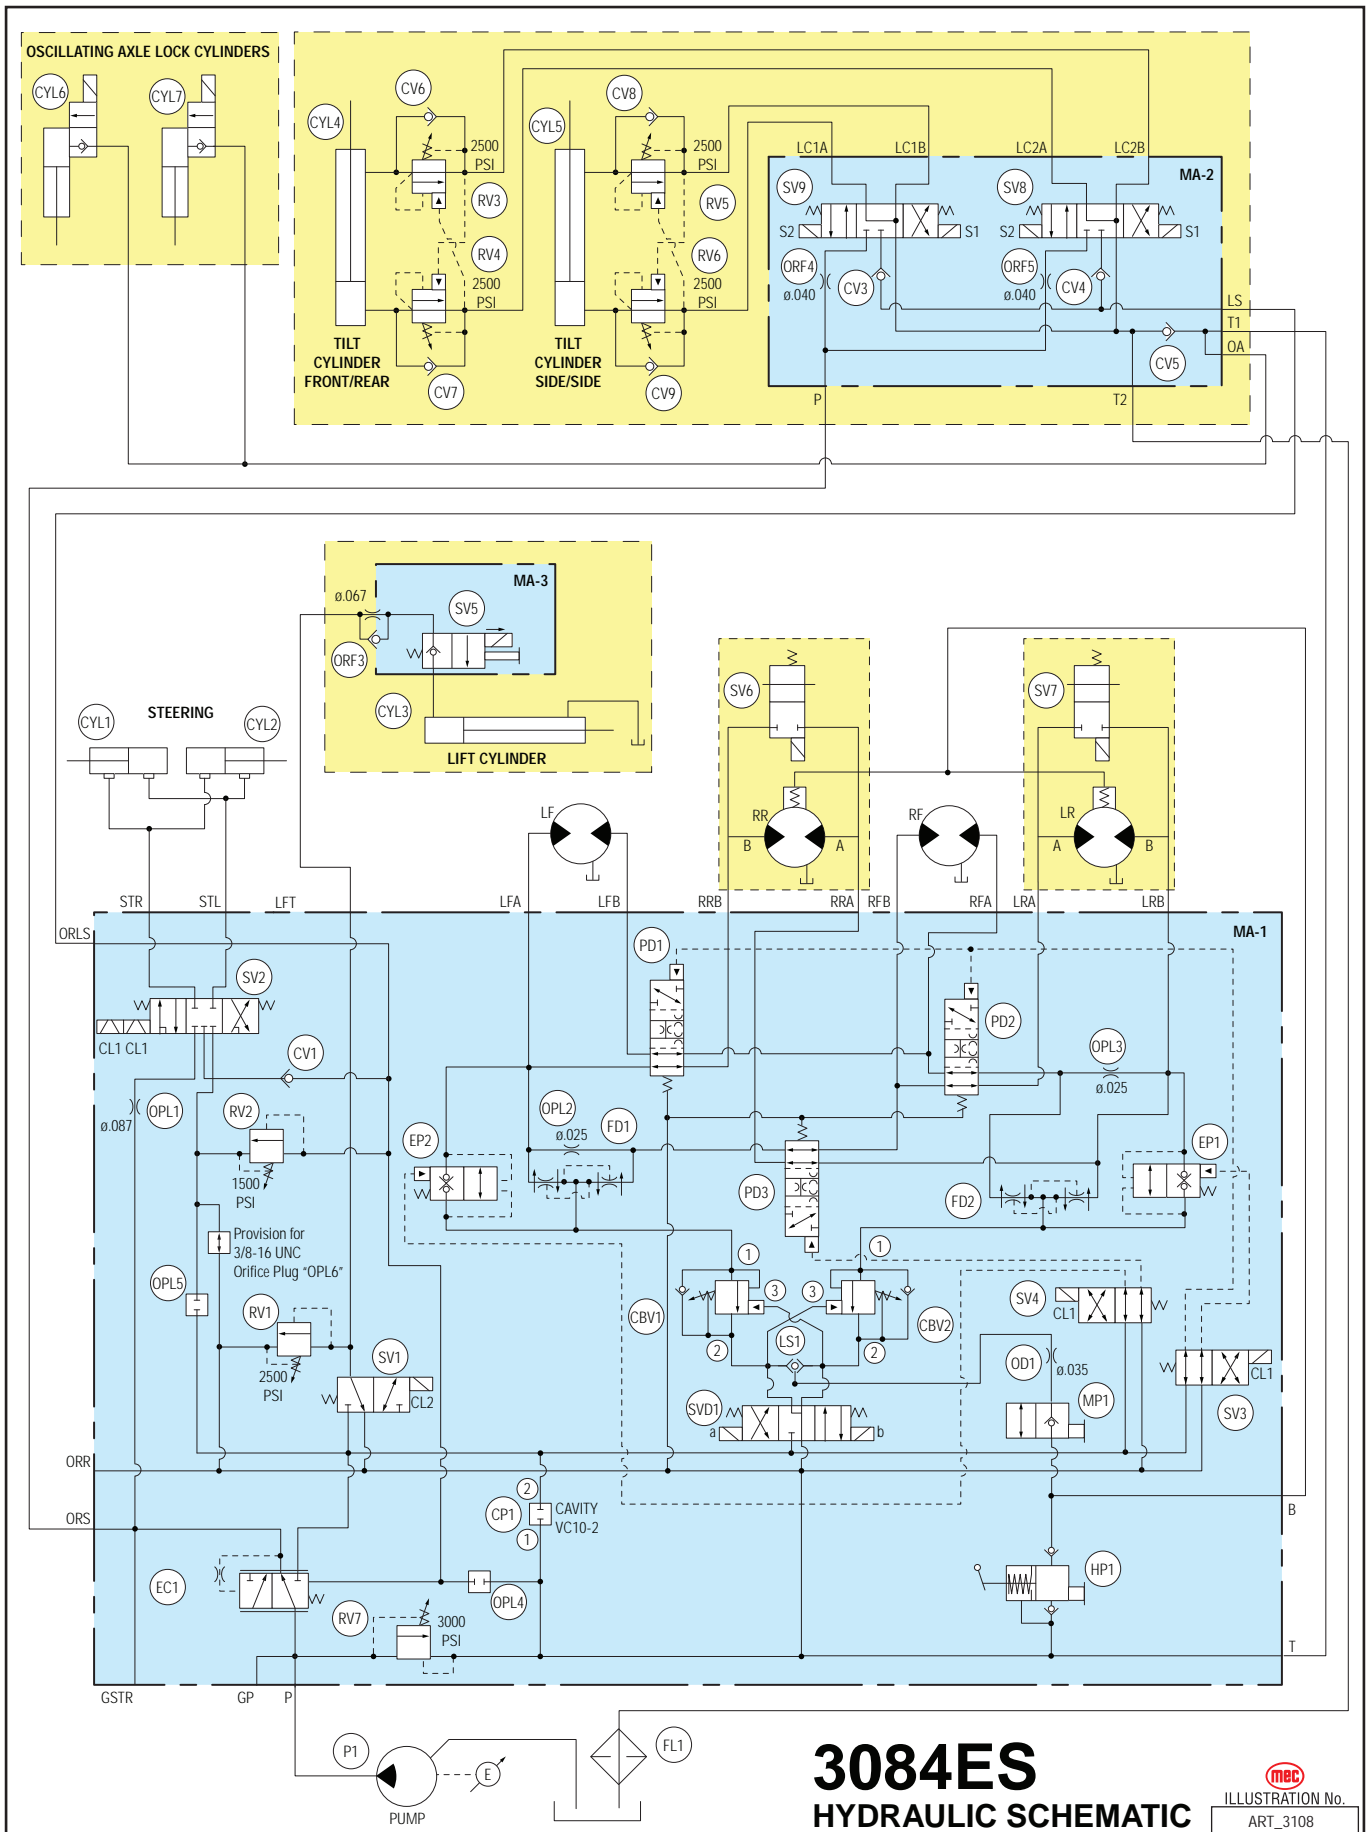 OSCILLATING AXLE LOCK CYLINDERS
CYL6
CYL7
CYL4
CV6
2500
PSI
RV3
RV4
2500
PSI
CV7
TILT
CYLINDER
FRONT/REAR
CYL5
CV8
2500
PSI
RV5
RV6
2500
PSI
CV9
TILT
CYLINDER
SIDE/SIDE
LC1A
LC1B
LC2A
LC2B
MA-2
SV9
SV8
S2
S1
S2
S1
ORF4
ø.040
CV3
ORF5
ø.040
CV4
LS
T1
OA
CV5
P
T2
MA-3
ø.067
SV5
ORF3
CYL3
LIFT CYLINDER
STEERING
CYL1
CYL2
SV6
SV7
LF
RR
B
A
RF
LR
A
B
STR
STL
LFT
LFA
LFB
RRB
RRA
RFB
RFA
LRA
LRB
ORLS
MA-1
PD1
SV2
PD2
CL1 CL1
CV1
OPL3
ø.025
OPL1
ø.087
RV2
1500
PSI
OPL2
ø.025
FD1
EP2
EP1
PD3
FD2
Provision for
3/8-16 UNC
Orifice Plug "OPL6"
OPL5
RV1
2500
PSI
SV1
CL2
1
1
3
3
CBV1
CBV2
2
2
LS1
SV4
CL1
OD1
ø.035
MP1
CL1
SV3
SVD1
a
b
ORR
ORS
2
CP1
CAVITY
VC10-2
1
B
EC1
OPL4
HP1
RV7
3000
PSI
T
GSTR
GP
P
P1
E
PUMP
FL1
3084ES
HYDRAULIC SCHEMATIC
mec
ILLUSTRATION No.
ART_3108